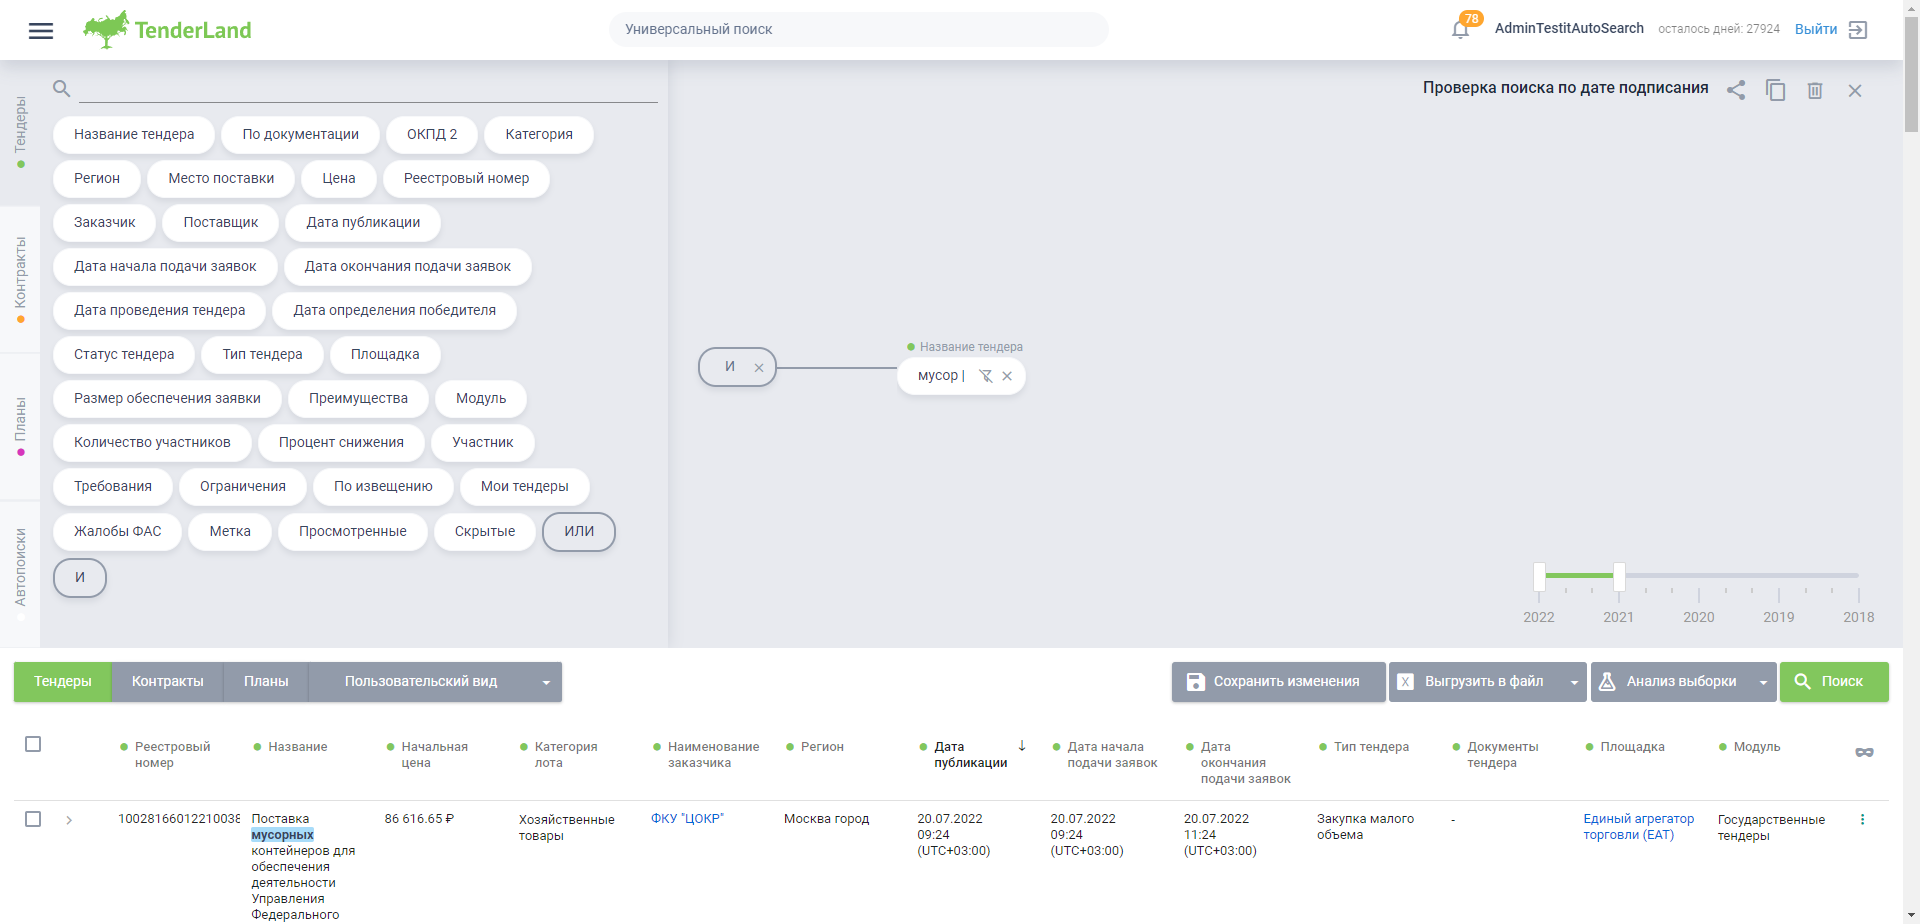 TenderLand
Универсальный поиск
78
AdminTestitAutoSearch
осталось дней: 27924
Выйти
Тендеры
Контракты
Планы
Автопоиски
Название тендера
По документации
ОКПД 2
Категория
Регион
Место поставки
Цена
Реестровый номер
Заказчик
Поставщик
Дата публикации
Дата начала подачи заявок
Дата окончания подачи заявок
Дата проведения тендера
Дата определения победителя
Статус тендера
Тип тендера
Площадка
Размер обеспечения заявки
Преимущества
Модуль
Количество участников
Процент снижения
Участник
Требования
Ограничения
По извещению
Мои тендеры
Жалобы ФАС
Метка
Просмотренные
Скрытые
ИЛИ
И
Проверка поиска по дате подписания
И
Название тендера
мусор |
2022
2021
2020
2019
2018
Тендеры
Контракты
Планы
Пользовательский вид
Сохранить изменения
X
Выгрузить в файл
Анализ выборки
Поиск
Реестровый
номер
Название
Начальная
цена
Категория
лота
Наименование
заказчика
Регион
Дата
публикации
Дата начала
подачи заявок
Дата
окончания
подачи заявок
Тип тендера
Документы
тендера
Площадка
Модуль
10028166012210038
Поставка
мусорных
контейнеров для
обеспечения
деятельности
Управления
Федерального
86 616.65 ₽
Хозяйственные
товары
ФКУ "ЦОКР"
Москва город
20.07.2022
09:24
(UTC+03:00)
20.07.2022
09:24
(UTC+03:00)
20.07.2022
11:24
(UTC+03:00)
Закупка малого
объема
-
Единый агрегатор
торговли (ЕАТ)
Государственные
тендеры